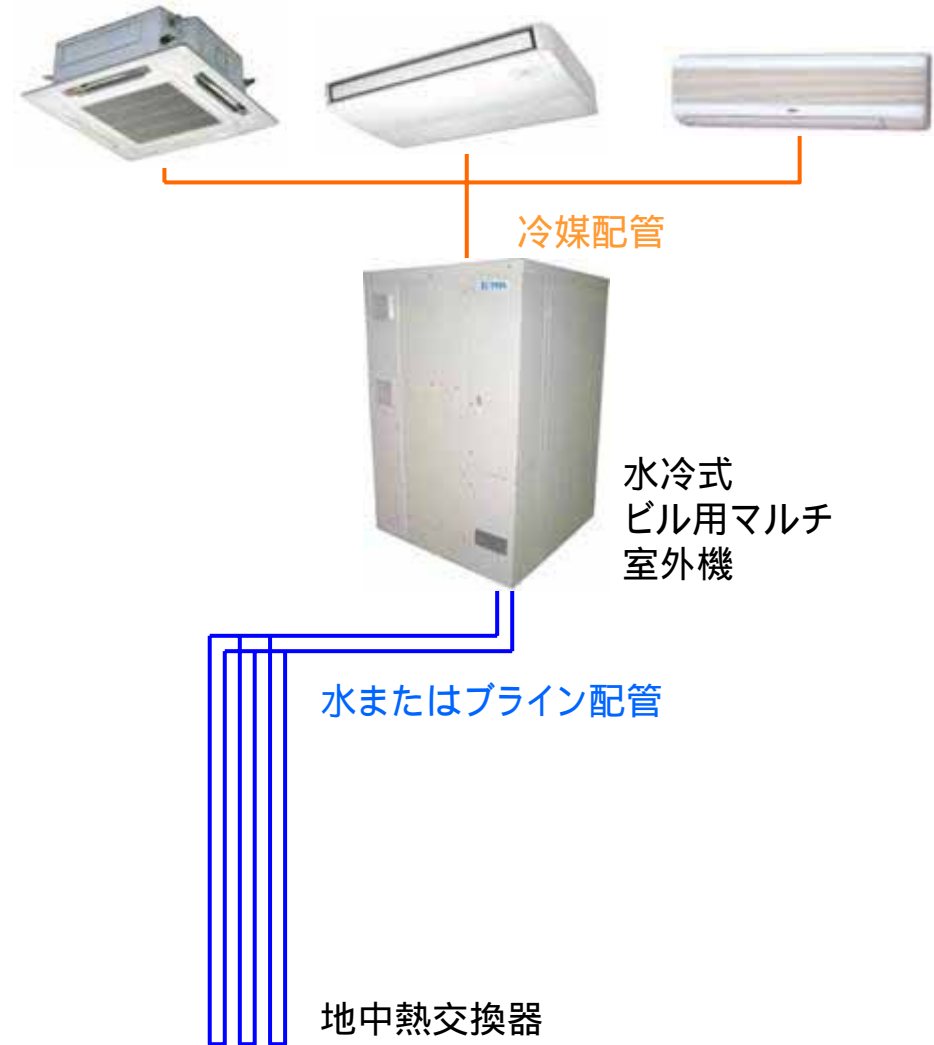 冷媒配管
水冷式
ビル用マルチ
室外機
水またはブライン配管
地中熱交換器